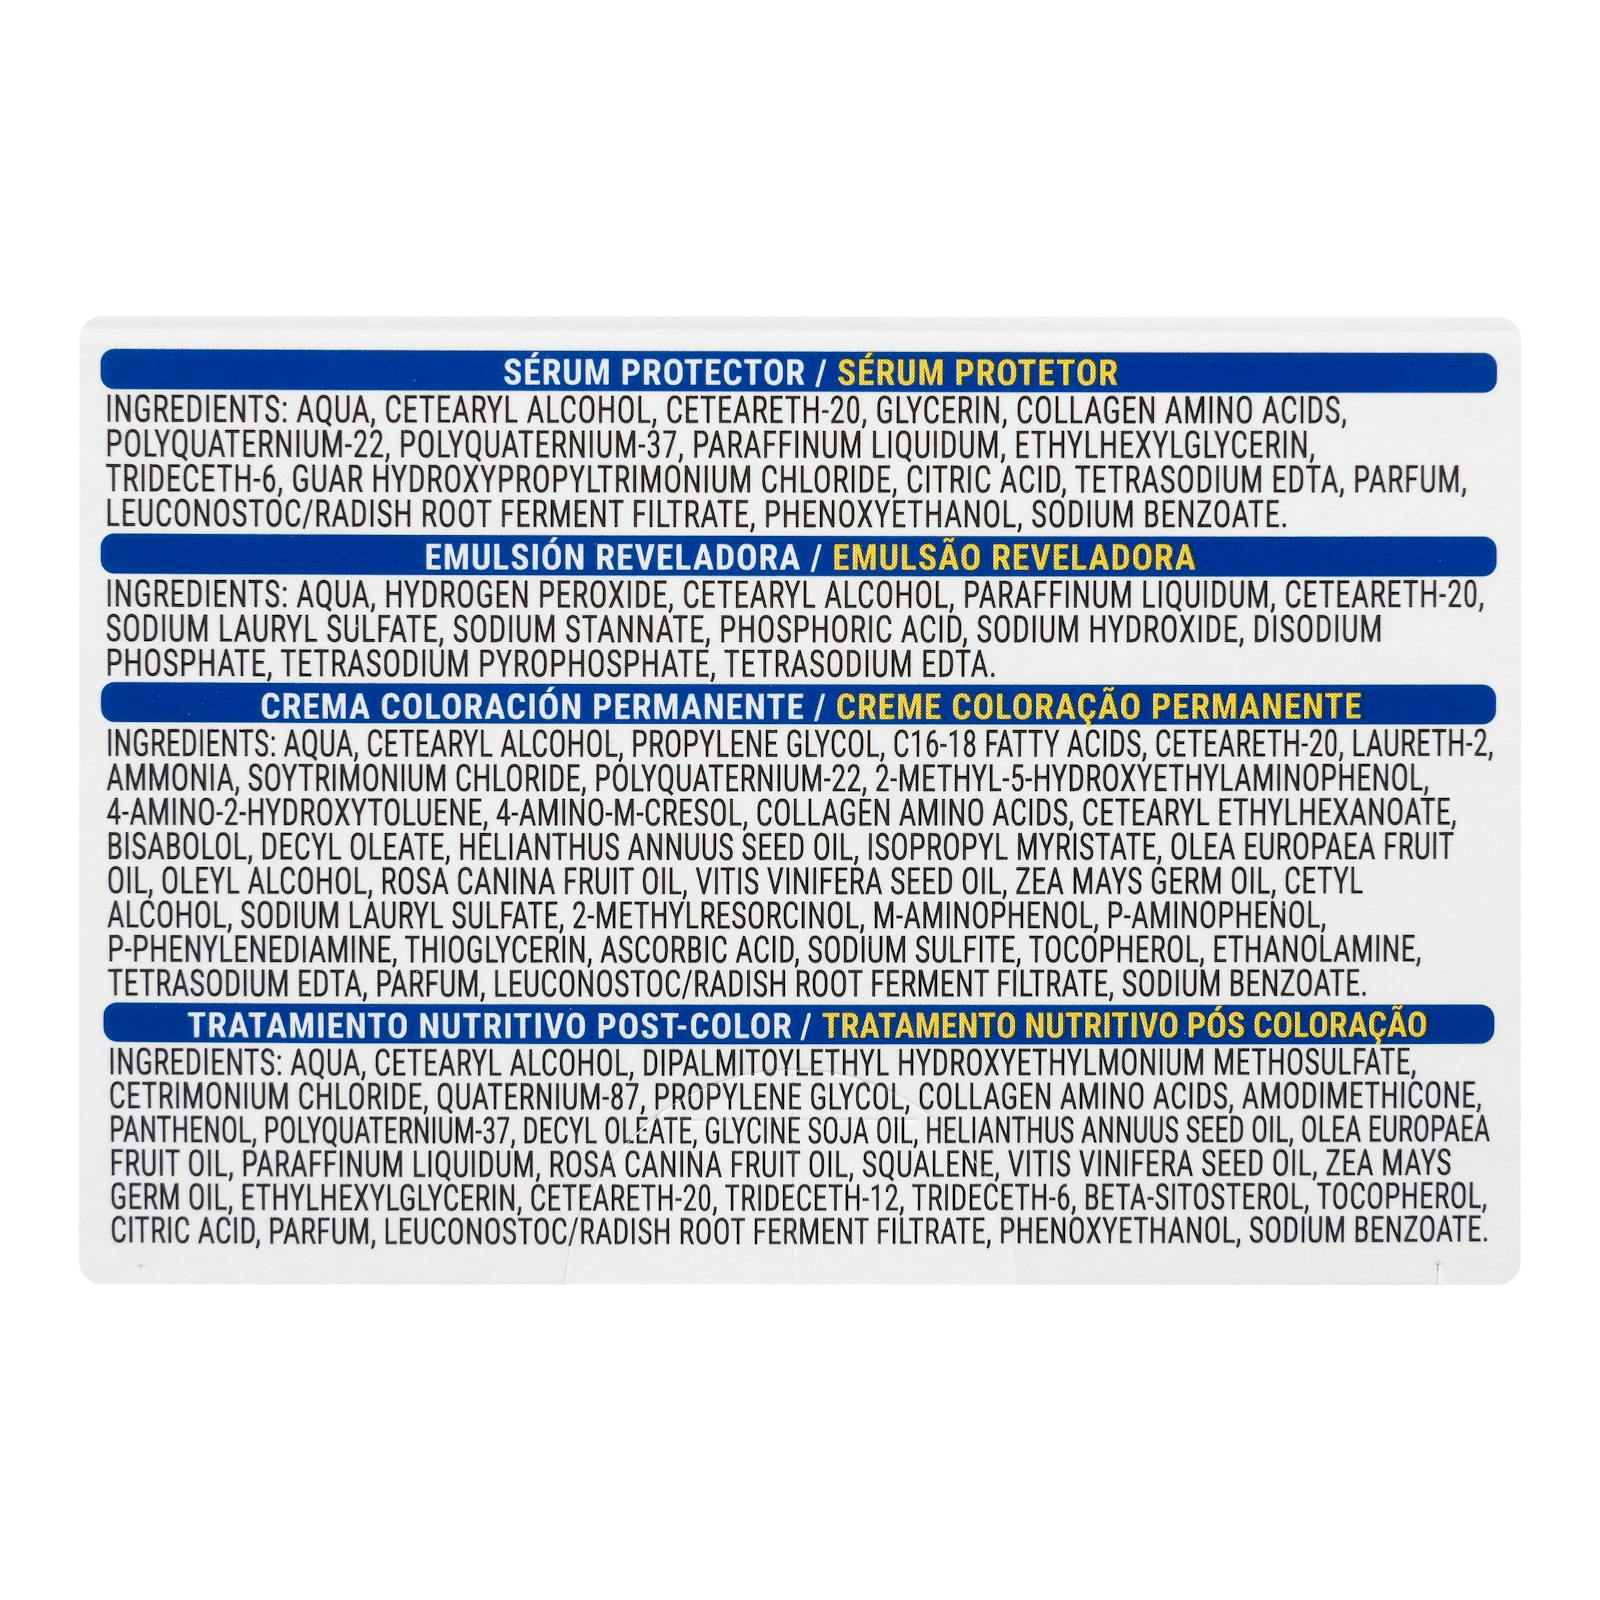 SÉRUM PROTECTOR / SÉRUM PROTETOR
INGREDIENTS: AQUA, CETEARYL ALCOHOL, CETEARETH-20, GLYCERIN, COLLAGEN AMINO ACIDS,
POLYQUATERNIUM-22, POLYQUATERNIUM-37, PARAFFINUM LIQUIDUM, ETHYLHEXYLGLYCERIN,
TRIDECETH-6, GUAR HYDROXYPROPYLTRIMONIUM CHLORIDE, CITRIC ACID, TETRASODIUM EDTA, PARFUM,
LEUCONOSTOC/RADISH ROOT FERMENT FILTRATE, PHENOXYETHANOL, SODIUM BENZOATE.
EMULSIÓN REVELADORA / EMULSÃO REVELADORA
INGREDIENTS: AQUA, HYDROGEN PEROXIDE, CETEARYL ALCOHOL, PARAFFINUM LIQUIDUM, CETEARETH-20,
SODIUM LAURYL SULFATE, SODIUM STANNATE, PHOSPHORIC ACID, SODIUM HYDROXIDE, DISODIUM
PHOSPHATE, TETRASODIUM PYROPHOSPHATE, TETRASODIUM EDTA.
CREMA COLORACIÓN PERMANENTE / CREME COLORAÇÃO PERMANENTE
INGREDIENTS: AQUA, CETEARYL ALCOHOL, PROPYLENE GLYCOL, C16-18 FATTY ACIDS, CETEARETH-20, LAURETH-2,
AMMONIA, SOYTRIMONIUM CHLORIDE, POLYQUATERNIUM-22, 2-METHYL-5-HYDROXYETHYLAMINOPHENOL,
4-AMINO-2-HYDROXYTOLUENE, 4-AMINO-M-CRESOL, COLLAGEN AMINO ACIDS, CETEARYL ETHYLHEXANOATE,
BISABOLOL, DECYL OLEATE, HELIANTHUS ANNUUS SEED OIL, ISOPROPYL MYRISTATE, OLEA EUROPAEA FRUIT
OIL, OLEYL ALCOHOL, ROSA CANINA FRUIT OIL, VITIS VINIFERA SEED OIL, ZEA MAYS GERM OIL, CETYL
ALCOHOL, SODIUM LAURYL SULFATE, 2-METHYLRESORCINOL, M-AMINOPHENOL, P-AMINOPHENOL,
P-PHENYLENEDIAMINE, THIOGLYCERIN, ASCORBIC ACID, SODIUM SULFITE, TOCOPHEROL, ETHANOLAMINE,
TETRASODIUM EDTA, PARFUM, LEUCONOSTOC/RADISH ROOT FERMENT FILTRATE, SODIUM BENZOATE.
TRATAMIENTO NUTRITIVO POST-COLOR / TRATAMENTO NUTRITIVO PÓS COLORAÇÃO
INGREDIENTS: AQUA, CETEARYL ALCOHOL, DIPALMITOYLETHYL HYDROXYETHYLMONIUM METHOSULFATE,
CETRIMONIUM CHLORIDE, QUATERNIUM-87, PROPYLENE GLYCOL, COLLAGEN AMINO ACIDS, AMODIMETHICONE,
PANTHENOL, POLYQUATERNIUM-37, DECYL OLEATE, GLYCINE SOJA OIL, HELIANTHUS ANNUUS SEED OIL, OLEA EUROPAEA
FRUIT OIL, PARAFFINUM LIQUIDUM, ROSA CANINA FRUIT OIL, SQUALENE, VITIS VINIFERA SEED OIL, ZEA MAYS
GERM OIL, ETHYLHEXYLGLYCERIN, CETEARETH-20, TRIDECETH-12, TRIDECETH-6, BETA-SITOSTEROL, TOCOPHEROL,
CITRIC ACID, PARFUM, LEUCONOSTOC/RADISH ROOT FERMENT FILTRATE, PHENOXYETHANOL, SODIUM BENZOATE.